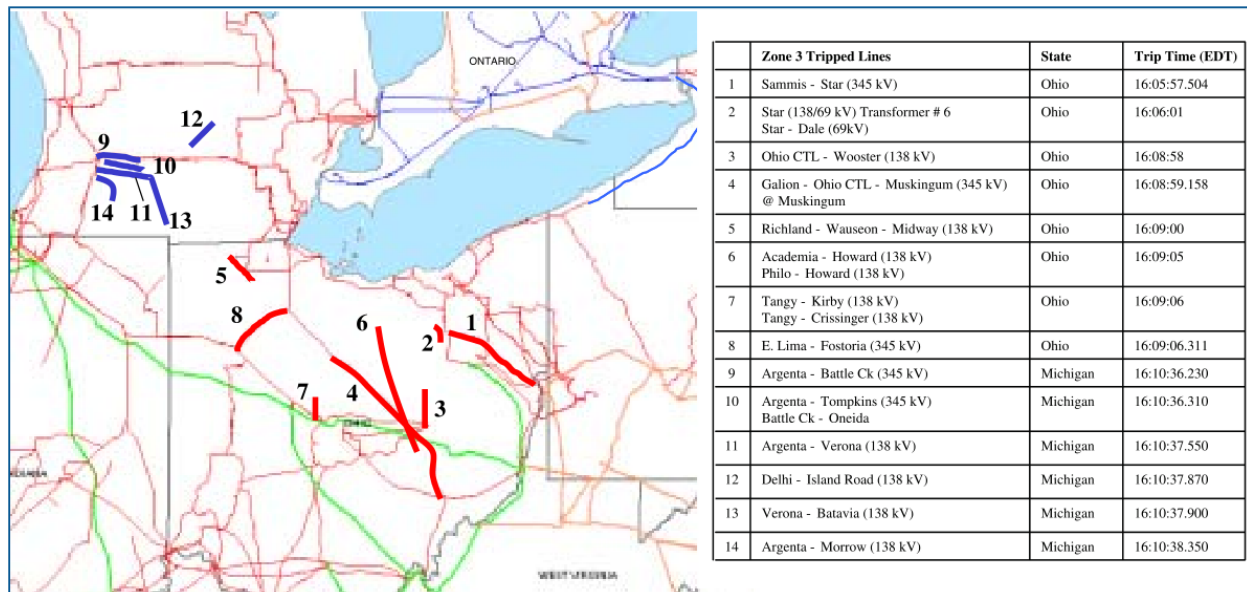 ONTARIO
12
9
10
14
11
13
5
8
6
1
2
4
7
3
OHIO
WEST VIRGINIA
Zone 3 Tripped Lines State Trip Time (EDT)
1 Sammis - Star (345 kV) Ohio 16:05:57.504
2 Star (138/69 kV) Transformer # 6 Ohio 16:06:01
Star - Dale (69kV)
3 Ohio CTL - Wooster (138 kV) Ohio 16:08:58
4 Galion - Ohio CTL - Muskingum (345 kV) Ohio 16:08:59.158
@ Muskingum
5 Richland - Wauseon - Midway (138 kV) Ohio 16:09:00
6 Academia - Howard (138 kV) Ohio 16:09:05
Philo - Howard (138 kV)
7 Tangy - Kirby (138 kV) Ohio 16:09:06
Tangy - Crissinger (138 kV)
8 E. Lima - Fostoria (345 kV) Ohio 16:09:06.311
9 Argenta - Battle Ck (345 kV) Michigan 16:10:36.230
10 Argenta - Tompkins (345 kV) Michigan 16:10:36.310
Battle Ck - Oneida
11 Argenta - Verona (138 kV) Michigan 16:10:37.550
12 Delhi - Island Road (138 kV) Michigan 16:10:37.870
13 Verona - Batavia (138 kV) Michigan 16:10:37.900
14 Argenta - Morrow (138 kV) Michigan 16:10:38.350